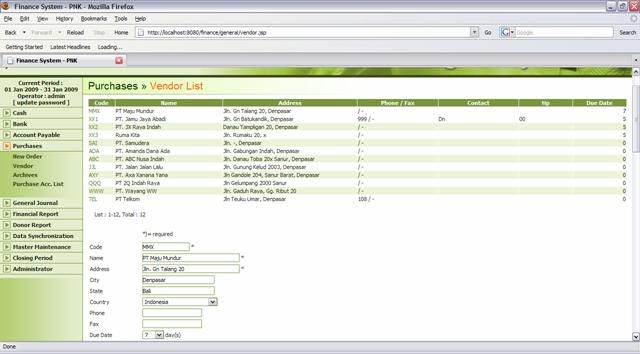 Finance System - PNK - Mozilla Firefox
File Edit View History Bookmarks Tools Help
Back Forward Reload Home http://localhost:8080/finance/general/vendor.jsp Go Google Search
Getting Started Latest Headlines Loading...
Finance System - PNK
Current Period :
01 Jan 2009 - 31 Jan 2009
Operator : admin
[ update password ]
Cash
Bank
Account Payable
Purchases
New Order
Vendor
Archives
Purchase Acc. List
General Journal
Financial Report
Donor Report
Data Synchronization
Master Maintenance
Closing Period
Administrator
Purchases » Vendor List
Code Name Address Phone / Fax Contact Hp Due Date
MMX PT Maju Mundur Jln. Gn Talang 20, Denpasar / - 7
XX1 PT. Jamu Jaya Abadi Jln. Gn Batukandik, Denpasar 999 / - Dn 00 5
XX2 PT. JX Raya Indah Danau Tampligan 20, Denpasar / - 5
XX3 Ruma Kita Jln. Rumaku 20, x / - 5
SAI PT. Samudera Jln. -, Denpasar / - 0
ADA PT. Amanda Dana Ada Jln. Gabungan Indah, Denpasar / - 0
ABC PT. ABC Nusa Indah Jln. Danau Toba 20x Sanur, Denpasar / - 0
JJL PT. Jalan Jalan Lalu Jln. Gunung Kelud 2003, Denpasar / - 0
AXY PT. Axa Xanana Yana Jln Gandole 204, Sanur Barat, Denpasar / - 0
QQQ PT 2Q Indah Raya Jln Gelumpang 2000 Sanur / - 0
WWW PT. Wayang WW Jln. Gaduh Raya, Gg. Ribut 20 / - 0
TEL PT Telkom Jln Teuku Umar, Denpasar 108 / - 0
List : 1-12, Total : 12
*)= required
Code MMX *
Name PT Maju Mundur *
Address Jln. Gn Talang 20 *
City Denpasar
State Bali
Country Indonesia
Phone
Fax
Due Date 7 day(s)
Done